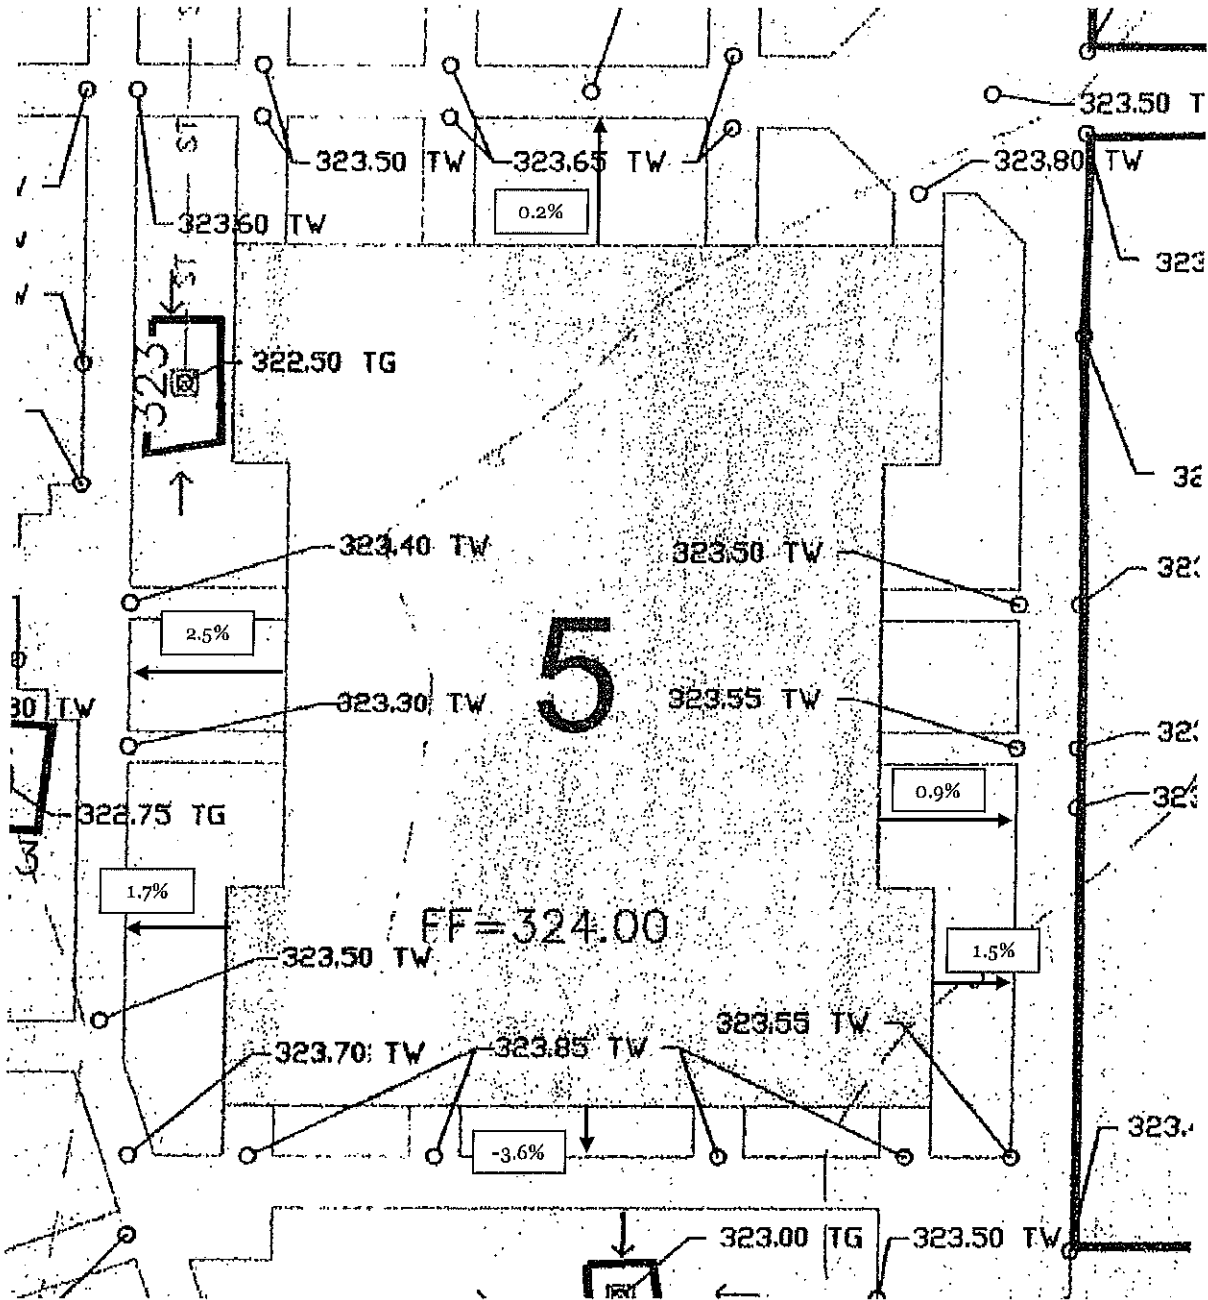 ST
323.50 TW
323.50 TW
323.65 TW
323.80 TW
0.2%
323.60 TW
ST
323
323
322.50 TG
323.40 TW
323.50 TW
2.5%
5
323.30 TW
323.55 TW
TW
0.9%
322.75 TG
3
1.7%
FF=324.00
323.50 TW
1.5%
323.55 TW
323.70 TW
323.85 TW
-3.6%
323.00 TG
323.50 TW